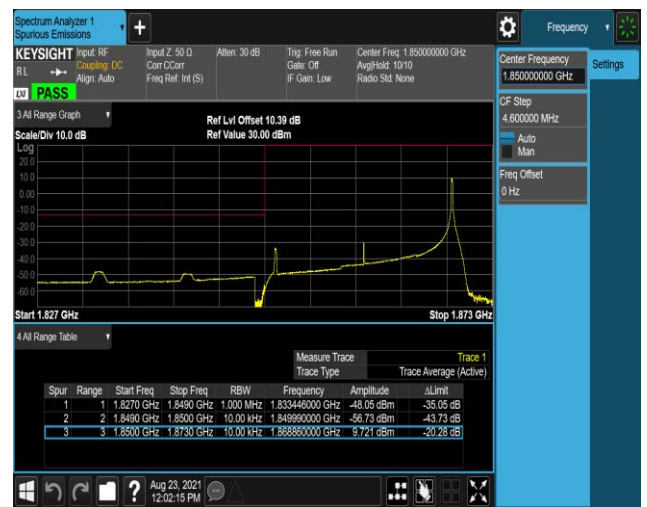 Spectrum Analyzer 1
Spurious Emissions
Frequency
KEYSIGHT
RL
LXI
PASS
Input: RF
Coupling: DC
Align: Auto
Input Z: 50 Ω
Corr CCorr
Freq Ref: Int (S)
Atten: 30 dB
Trig: Free Run
Gate: Off
IF Gain: Low
Center Freq: 1.850000000 GHz
Avg|Hold: 10/10
Radio Std: None
Center Frequency
1.850000000 GHz
Settings
CF Step
4.600000 MHz
Auto
Man
Freq Offset
0 Hz
3 All Range Graph
Scale/Div 10.0 dB
Ref Lvl Offset 10.39 dB
Ref Value 30.00 dBm
Log
20.0
10.0
0.00
-10.0
-20.0
-30.0
-40.0
-50.0
-60.0
Start 1.827 GHz
Stop 1.873 GHz
4 All Range Table
Measure Trace Trace 1
Trace Type Trace Average (Active)
Spur Range Start Freq Stop Freq RBW Frequency Amplitude ΔLimit
1 1 1.8270 GHz 1.8490 GHz 1.000 MHz 1.833446000 GHz -48.05 dBm -35.05 dB
2 2 1.8490 GHz 1.8500 GHz 10.00 kHz 1.849990000 GHz -56.73 dBm -43.73 dB
3 3 1.8500 GHz 1.8730 GHz 10.00 kHz 1.868860000 GHz 9.721 dBm -20.28 dB
?
Aug 23, 2021
12:02:15 PM